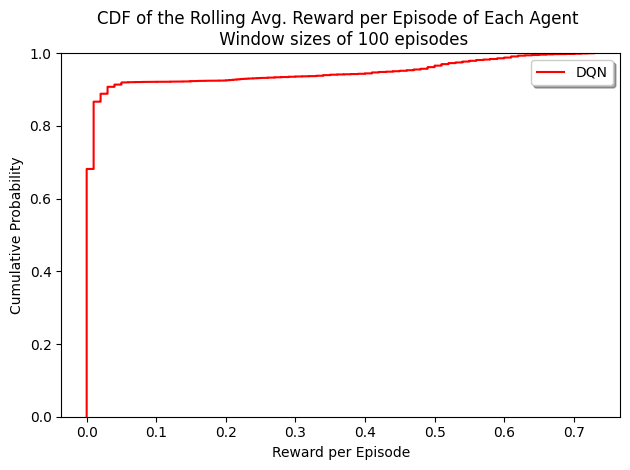 CDF of the Rolling Avg. Reward per Episode of Each Agent
Window sizes of 100 episodes
DQN
1.0
0.8
0.6
0.4
0.2
0.0
Cumulative Probability
0.0 0.1 0.2 0.3 0.4 0.5 0.6 0.7
Reward per Episode